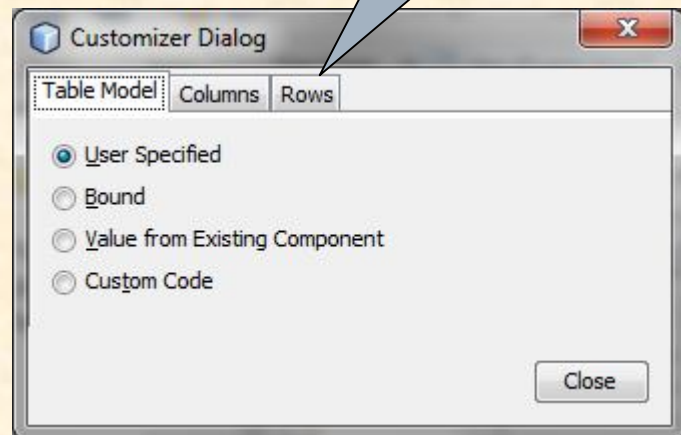 Customizer Dialog
Table Model Columns Rows
User Specified
Bound
Value from Existing Component
Custom Code
Close